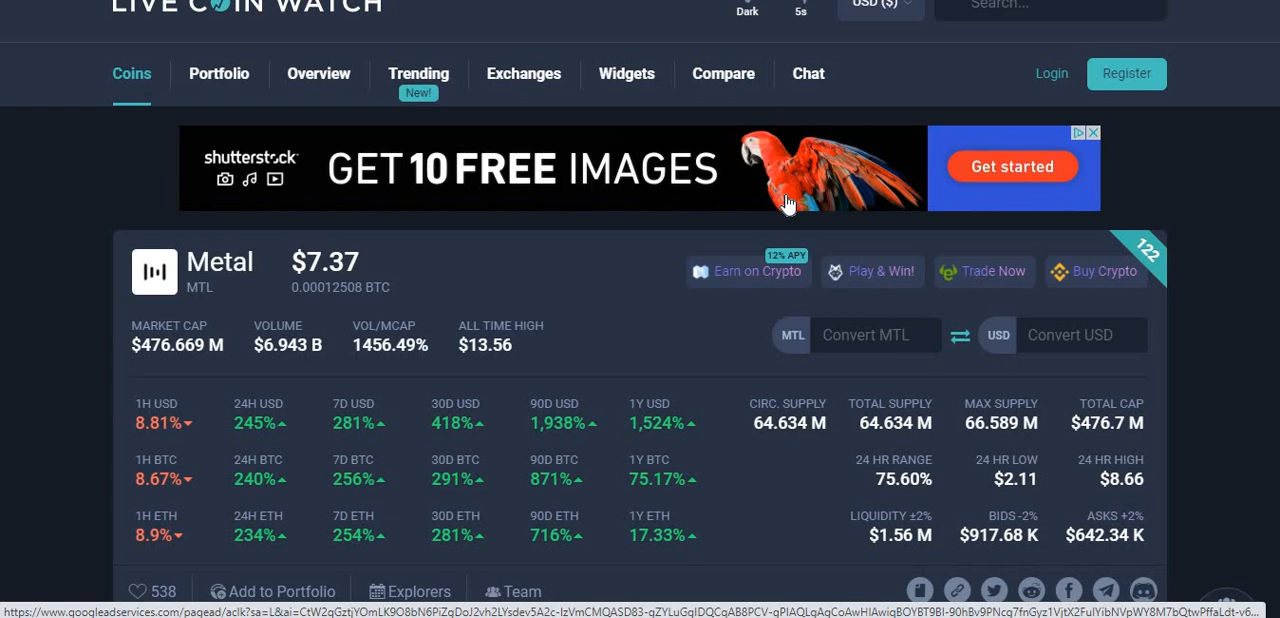 LIVE COIN WATCH
Dark 5s USD ($) Search...
Coins Portfolio Overview Trending Exchanges Widgets Compare Chat Login Register
New!
shutterstock GET 10 FREE IMAGES Get started
Metal $7.37
MTL 0.00012508 BTC
122
12% APY
Earn on Crypto Play & Win! Trade Now Buy Crypto
MARKET CAP VOLUME VOL/MCAP ALL TIME HIGH
$476.669 M $6.943 B 1456.49% $13.56
MTL Convert MTL USD Convert USD
1H USD 24H USD 7D USD 30D USD 90D USD 1Y USD CIRC. SUPPLY TOTAL SUPPLY MAX SUPPLY TOTAL CAP
8.81% 245% 281% 418% 1,938% 1,524% 64.634 M 64.634 M 66.589 M $476.7 M
1H BTC 24H BTC 7D BTC 30D BTC 90D BTC 1Y BTC 24 HR RANGE 24 HR LOW 24 HR HIGH
8.67% 240% 256% 291% 871% 75.17% 75.60% $2.11 $8.66
1H ETH 24H ETH 7D ETH 30D ETH 90D ETH 1Y ETH LIQUIDITY ±2% BIDS -2% ASKS +2%
8.9% 234% 254% 281% 716% 17.33% $1.56 M $917.68 K $642.34 K
538 Add to Portfolio Explorers Team